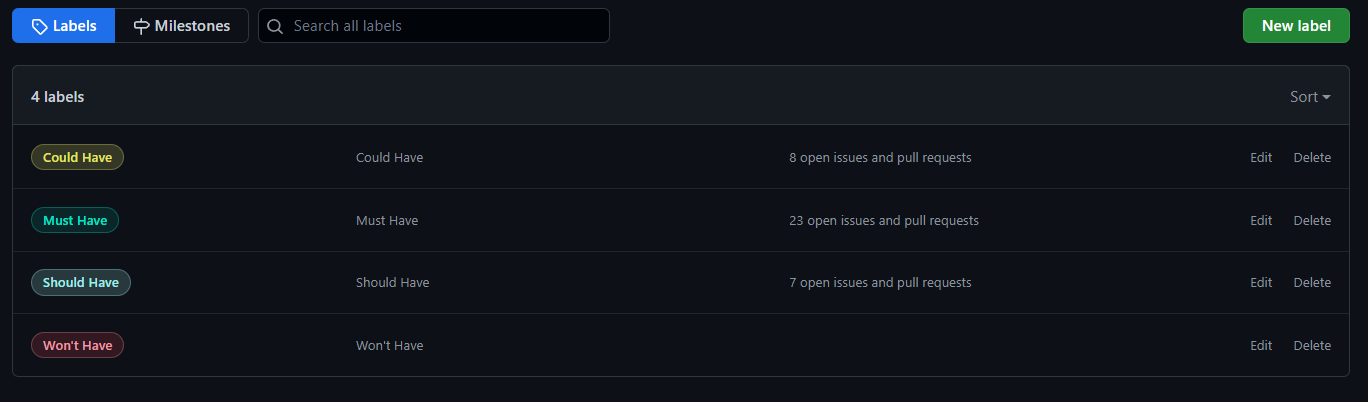 Labels Milestones Search all labels New label
4 labels Sort
Could Have Could Have 8 open issues and pull requests Edit Delete
Must Have Must Have 23 open issues and pull requests Edit Delete
Should Have Should Have 7 open issues and pull requests Edit Delete
Won't Have Won't Have Edit Delete